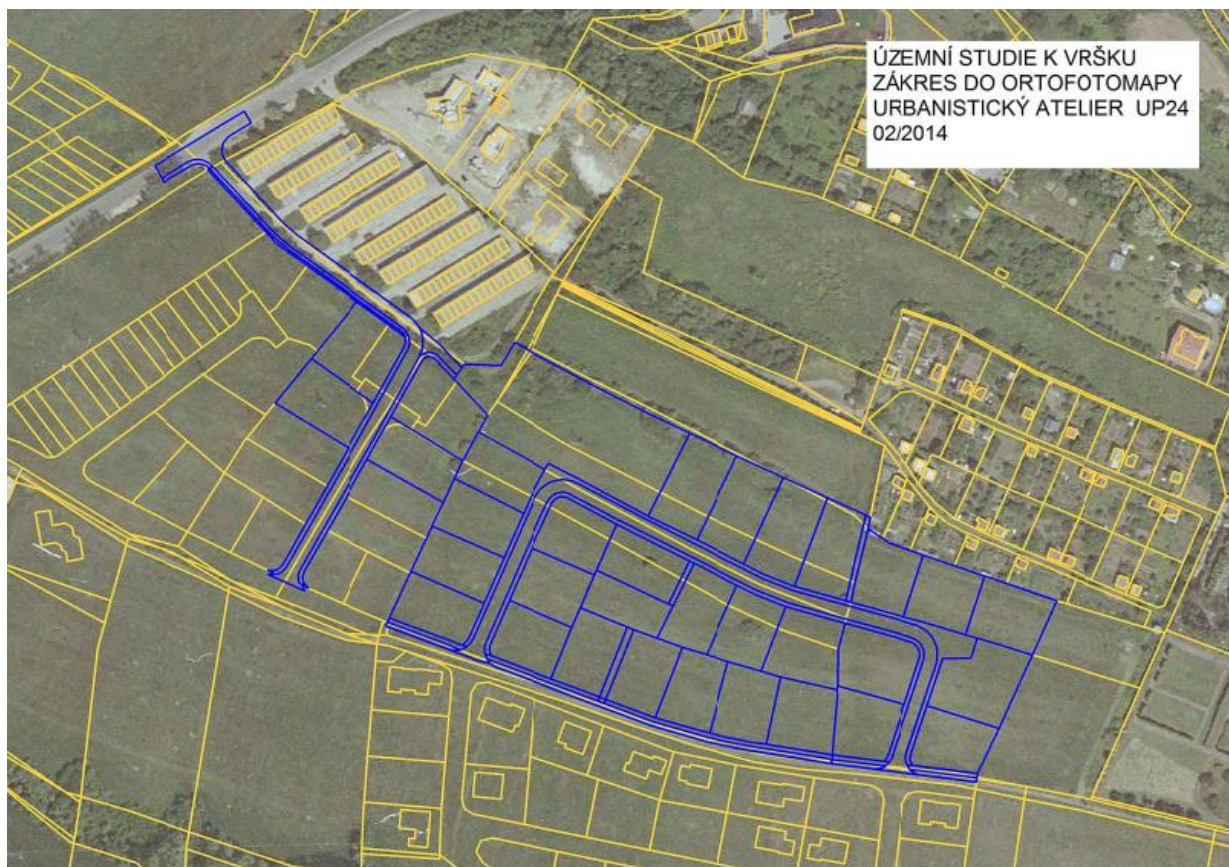 ÚZEMNÍ STUDIE K VRŠKU
ZÁKRES DO ORTOFOTOMAPY
URBANISTICKÝ ATELIER UP24
02/2014